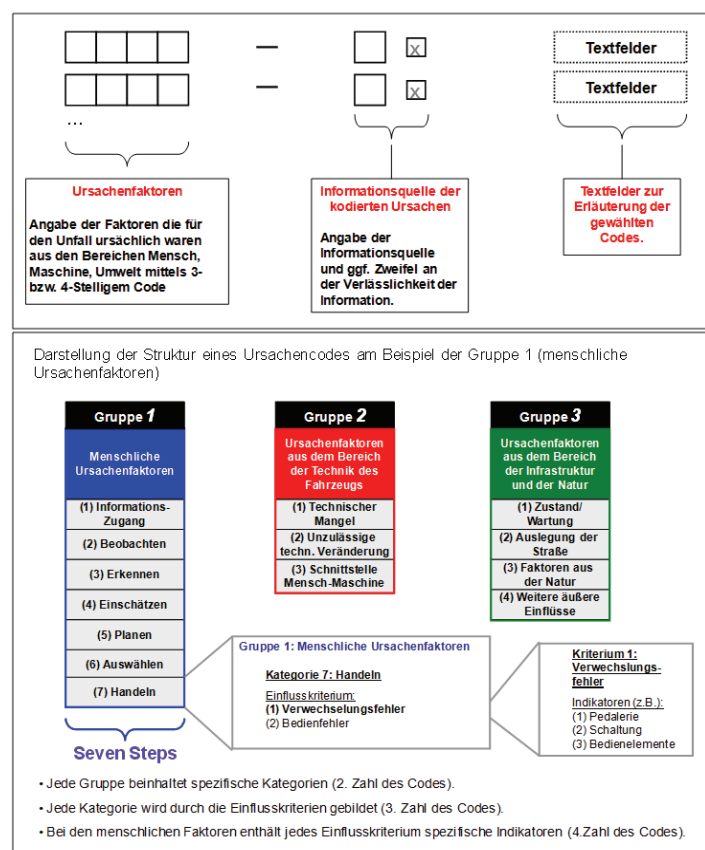 X
Textfelder
X
Textfelder
...
Ursachenfaktoren
Angabe der Faktoren die für
den Unfall ursächlich waren
aus den Bereichen Mensch,
Maschine, Umwelt mittels 3-
bzw. 4-Stelligem Code
Informationsquelle der
kodierten Ursachen
Angabe der
Informationsquelle
und ggf. Zweifel an
der Verlässlichkeit der
Information.
Textfelder zur
Erläuterung der
gewählten
Codes.
Darstellung der Struktur eines Ursachencodes am Beispiel der Gruppe 1 (menschliche
Ursachenfaktoren)
Gruppe 1
Menschliche
Ursachenfaktoren
(1) Informations-
Zugang
(2) Beobachten
(3) Erkennen
(4) Einschätzen
(5) Planen
(6) Auswählen
(7) Handeln
Seven Steps
Gruppe 2
Ursachenfaktoren
aus dem Bereich
der Technik des
Fahrzeugs
(1) Technischer
Mangel
(2) Unzulässige
techn. Veränderung
(3) Schnittstelle
Mensch-Maschine
Gruppe 3
Ursachenfaktoren
aus dem Bereich
der Infrastruktur
und der Natur
(1) Zustand/
Wartung
(2) Auslegung der
Straße
(3) Faktoren aus
der Natur
(4) Weitere äußere
Einflüsse
Gruppe 1: Menschliche Ursachenfaktoren
Kategorie 7: Handeln
Einflusskriterium:
(1) Verwechselungsfehler
(2) Bedienfehler
Kriterium 1:
Verwechslungs-
fehler
Indikatoren (z.B.):
(1) Pedalerie
(2) Schaltung
(3) Bedienelemente
• Jede Gruppe beinhaltet spezifische Kategorien (2. Zahl des Codes).
• Jede Kategorie wird durch die Einflusskriterien gebildet (3. Zahl des Codes).
• Bei den menschlichen Faktoren enthält jedes Einflusskriterium spezifische Indikatoren (4.Zahl des Codes).